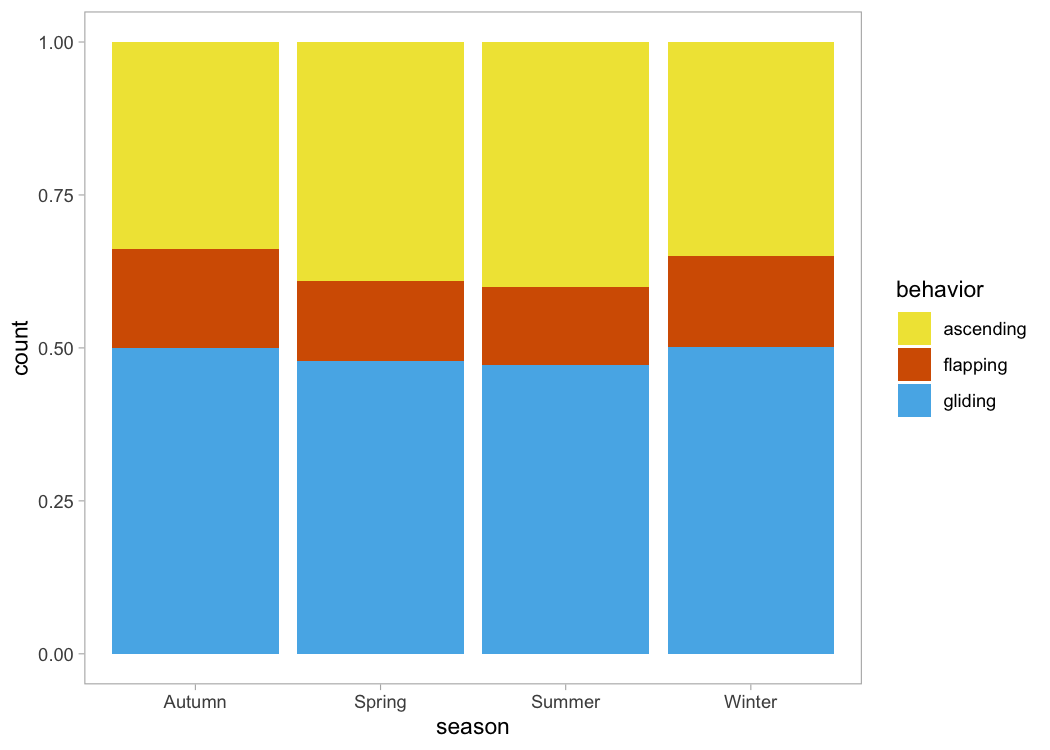 1.00
0.75
0.50
0.25
0.00
count
Autumn Spring Summer Winter
season
behavior
ascending
flapping
gliding